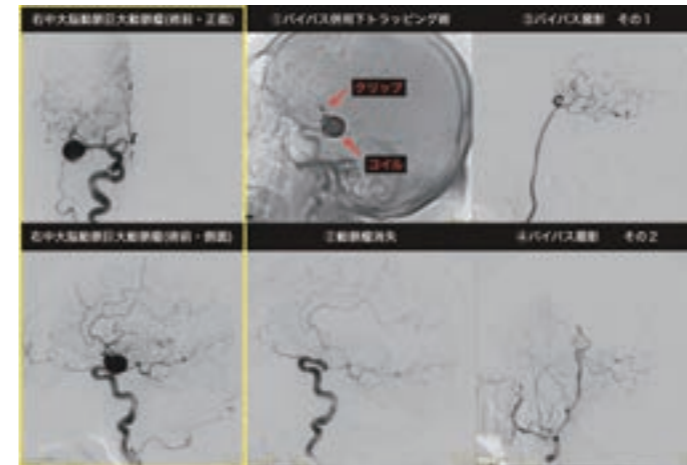 右中大脳動脈巨大動脈瘤(術前・正面)
①バイパス併用下トラッピング術
③バイパス撮影 その1
クリップ
コイル
右中大脳動脈巨大動脈瘤(術前・側面)
②動脈瘤消失
④バイパス撮影 その2